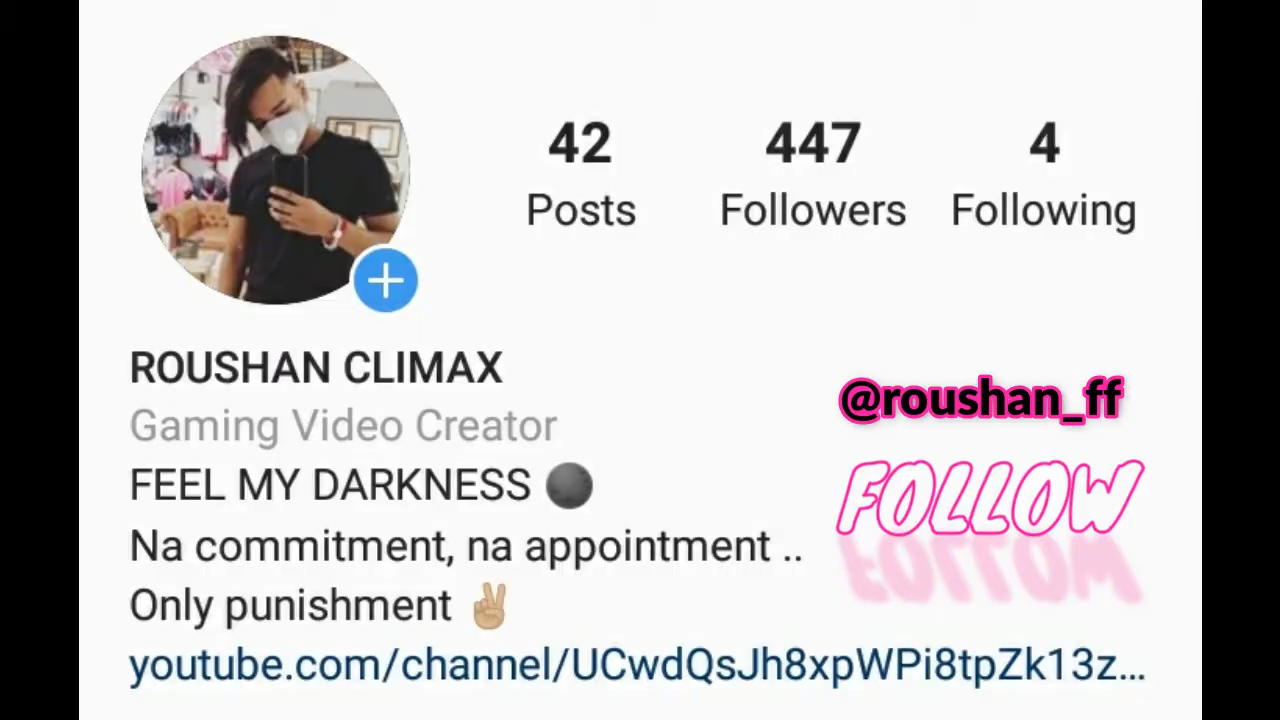 42 447 4
Posts Followers Following
ROUSHAN CLIMAX
Gaming Video Creator
FEEL MY DARKNESS 🌑
Na commitment, na appointment ..
Only punishment ✌🏼
youtube.com/channel/UCwdQsJh8xpWPi8tpZk13z...
@roushan_ff
FOLLOW